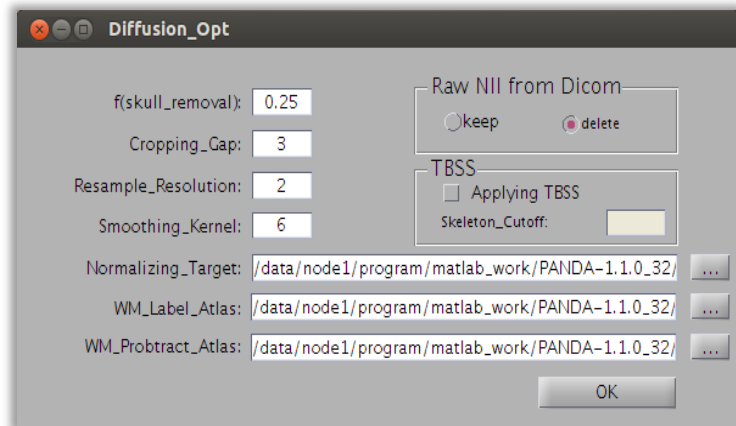 Diffusion_Opt
f(skull_removal): 0.25
Cropping_Gap: 3
Resample_Resolution: 2
Smoothing_Kernel: 6
Raw NII from Dicom
keep delete
TBSS
Applying TBSS
Skeleton_Cutoff:
Normalizing_Target: /data/node1/program/matlab_work/PANDA-1.1.0_32/ ...
WM_Label_Atlas: /data/node1/program/matlab_work/PANDA-1.1.0_32/ ...
WM_Probtract_Atlas: /data/node1/program/matlab_work/PANDA-1.1.0_32/ ...
OK